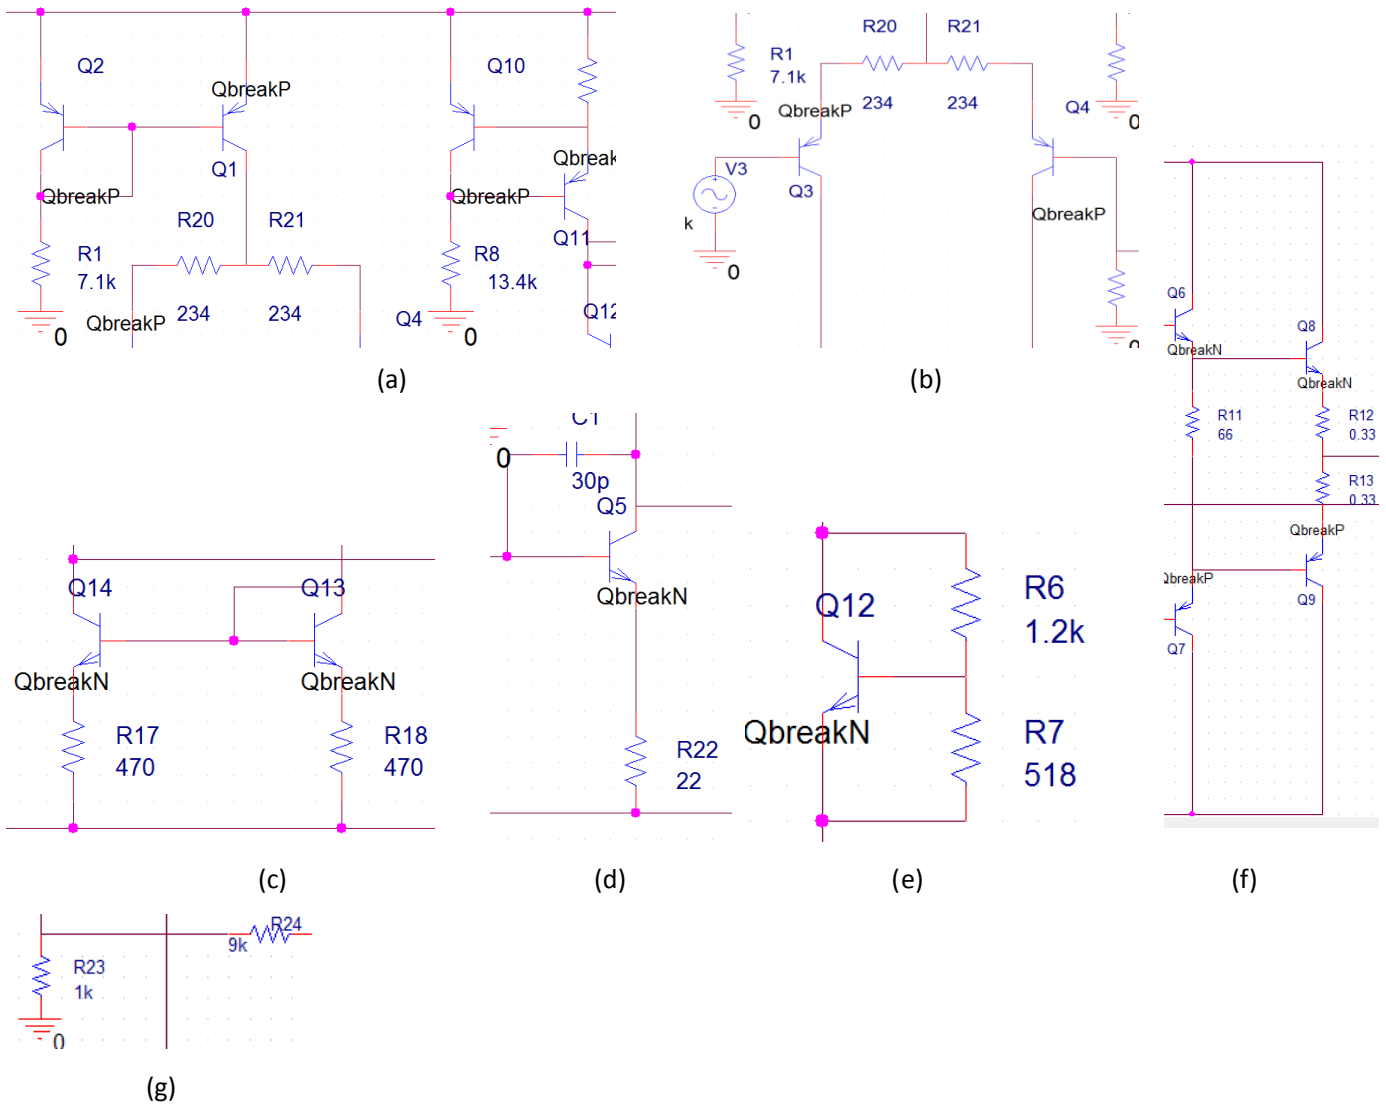 Q2
QbreakP
Q1
QbreakP
R20
R21
R1
7.1k
234
234
QbreakP
0
Q10
Qbreak
QbreakP
Q11
R8
13.4k
Q4
0
Q12
(a)
R20
R21
R1
7.1k
234
234
Q4
QbreakP
0
0
V3
Q3
k
QbreakP
0
0
(b)
Q6
Q8
QbreakN
QbreakN
R11
66
R12
0.33
R13
0.33
QbreakP
QbreakP
Q9
Q7
(f)
Q14
Q13
QbreakN
QbreakN
R17
470
R18
470
(c)
C1
0
30p
Q5
QbreakN
R22
22
(d)
Q12
R6
1.2k
QbreakN
R7
518
(e)
R24
9k
R23
1k
0
(g)